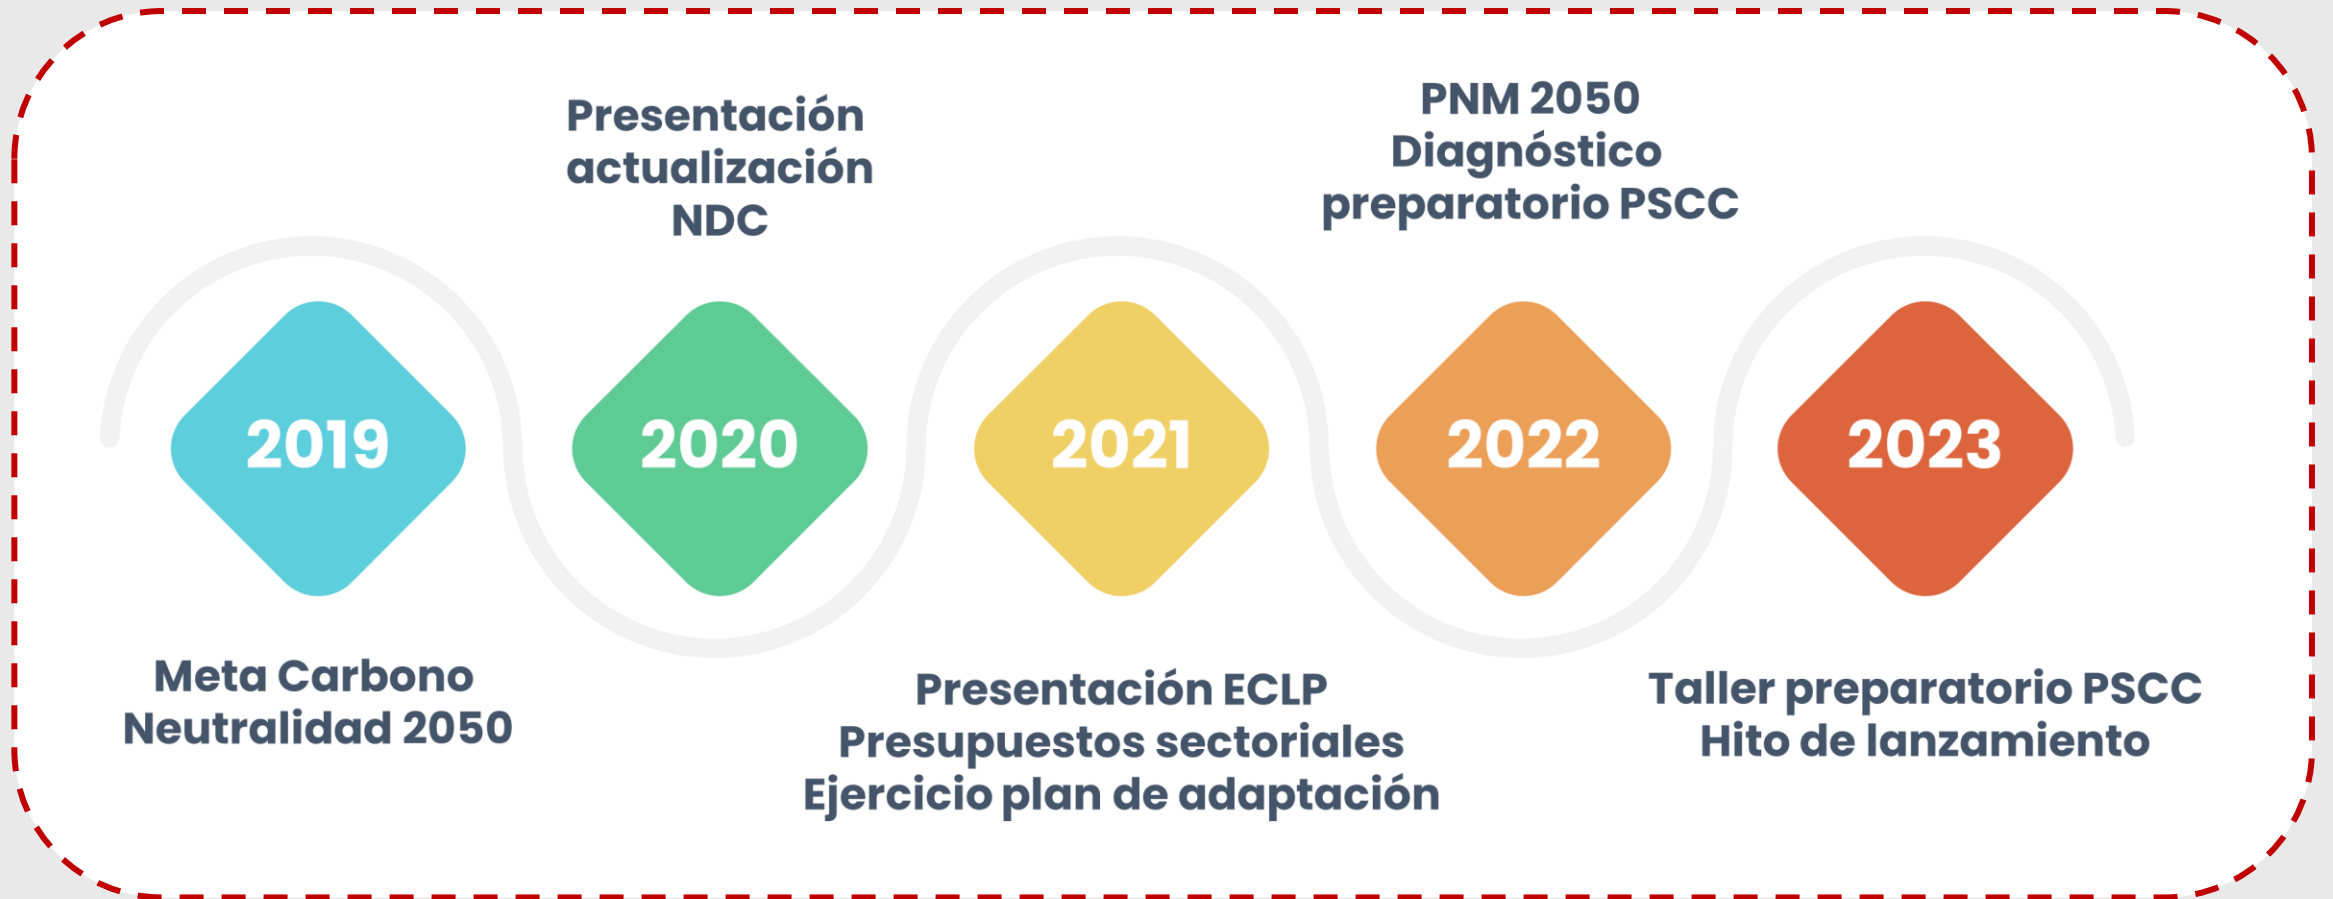 2019
Meta Carbono
Neutralidad 2050
Presentación
actualización
NDC
2020
2021
Presentación ECLP
Presupuestos sectoriales
Ejercicio plan de adaptación
PNM 2050
Diagnóstico
preparatorio PSCC
2022
2023
Taller preparatorio PSCC
Hito de lanzamiento